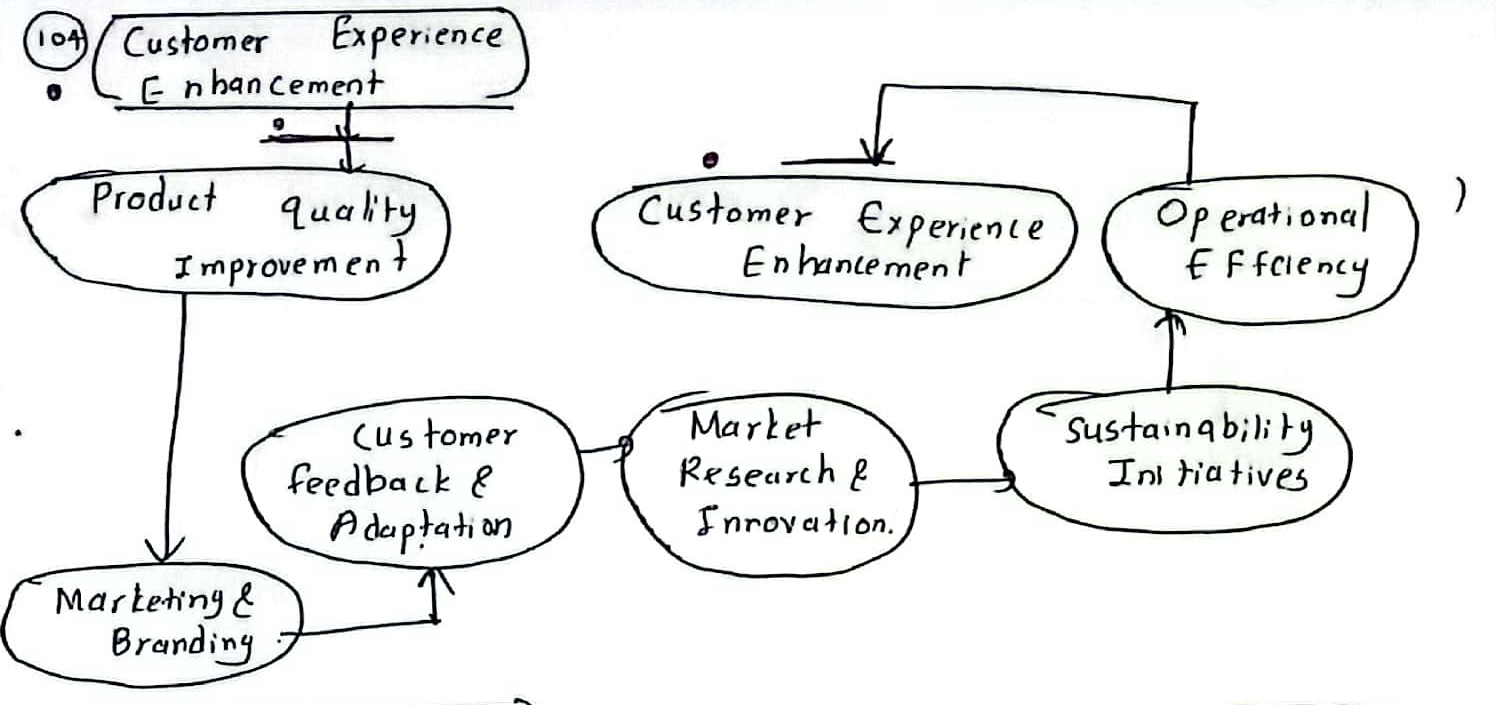 104
Customer Experience
Enhancement
Product quality
Improvement
Customer Experience
Enhancement
Operational
Effciency
)
Customer
feedback &
Adaptation
Market
Research &
Innovation.
Sustainability
Initiatives
Marketing &
Branding